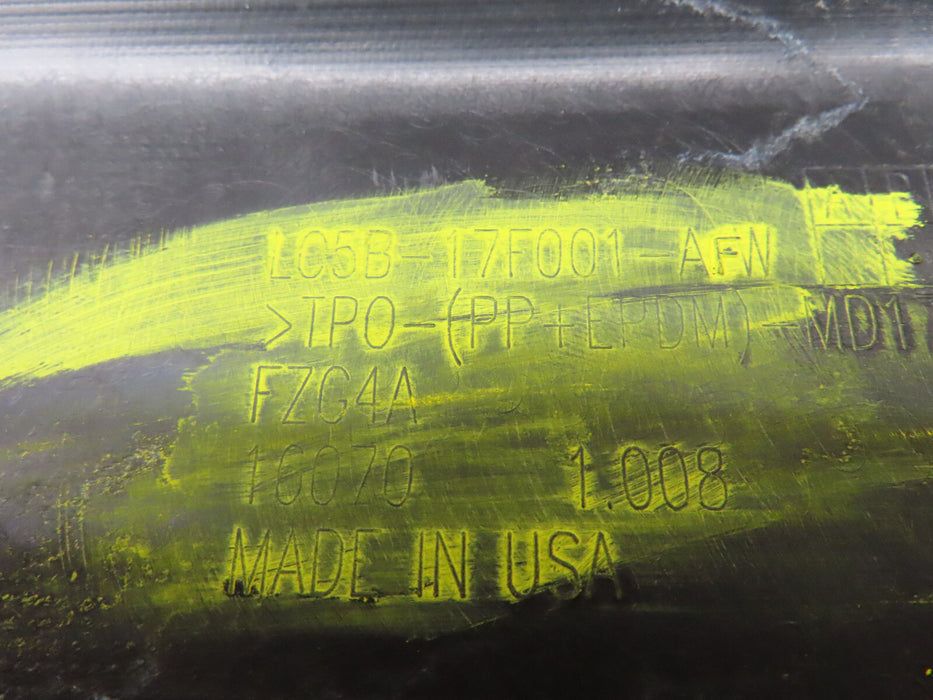 LC5B-17F001-AFW
>TPO-(PP+EPDM)-MD1
FZG4A
16070 1.008
MADE IN USA